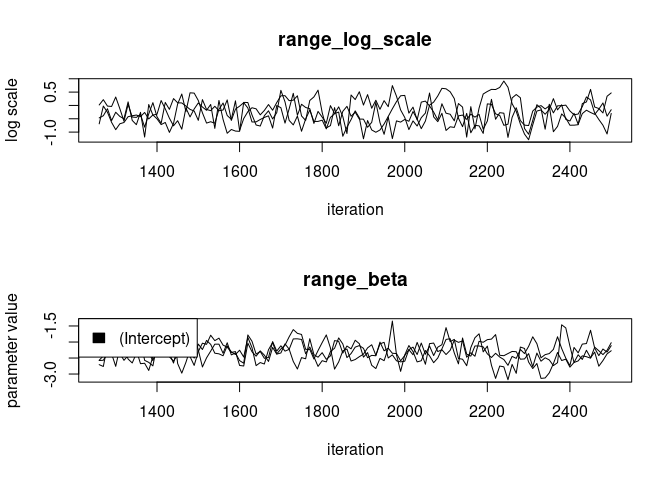 range_log_scale
log scale
0.5
-1.0
1400 1600 1800 2000 2200 2400
iteration
range_beta
parameter value
-1.5
(Intercept)
-3.0
1400 1600 1800 2000 2200 2400
iteration